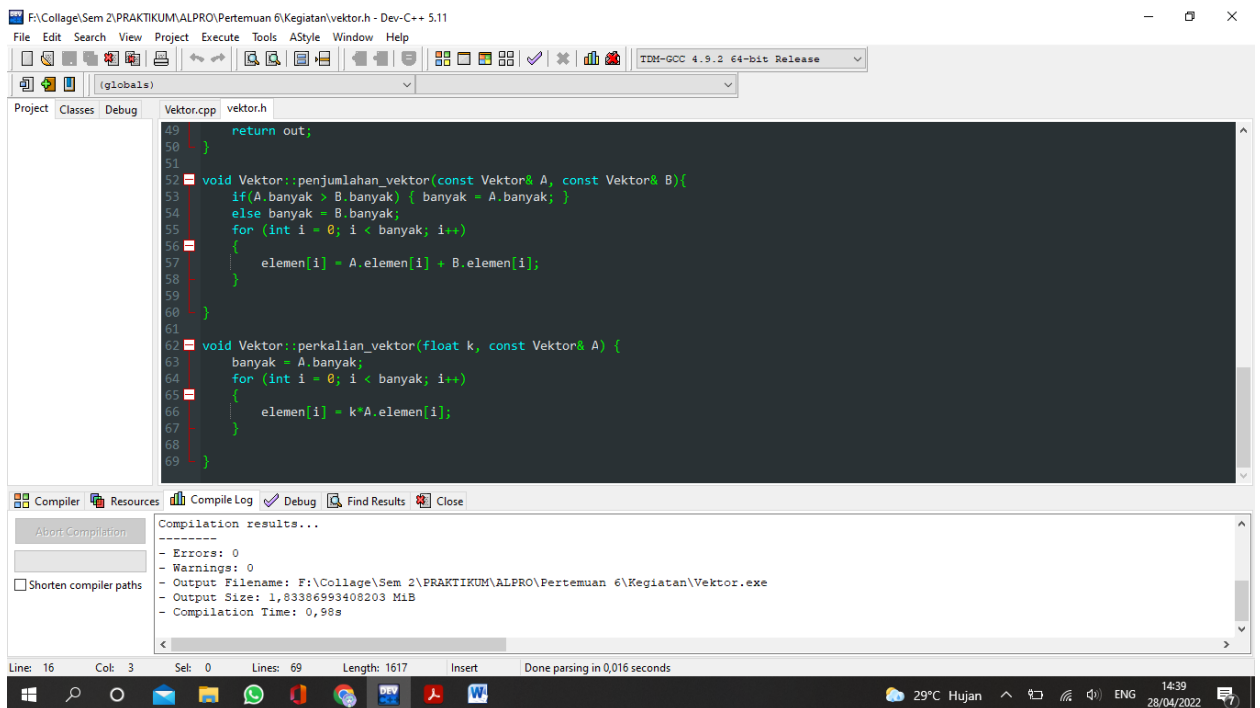 F:\Collage\Sem 2\PRAKTIKUM\ALPRO\Pertemuan 6\Kegiatan\vektor.h - Dev-C++ 5.11
File Edit Search View Project Execute Tools AStyle Window Help
TDM-GCC 4.9.2 64-bit Release
(globals)
Project Classes Debug Vektor.cpp vektor.h
49 return out;
50 }
51
52 void Vektor::penjumlahan_vektor(const Vektor& A, const Vektor& B){
53 if(A.banyak > B.banyak) { banyak = A.banyak; }
54 else banyak = B.banyak;
55 for (int i = 0; i < banyak; i++)
56 {
57 elemen[i] = A.elemen[i] + B.elemen[i];
58 }
59
60 }
61
62 void Vektor::perkalian_vektor(float k, const Vektor& A) {
63 banyak = A.banyak;
64 for (int i = 0; i < banyak; i++)
65 {
66 elemen[i] = k*A.elemen[i];
67 }
68
69 }
Compiler Resources Compile Log Debug Find Results Close
Abort Compilation
Shorten compiler paths
Compilation results...
--------
- Errors: 0
- Warnings: 0
- Output Filename: F:\Collage\Sem 2\PRAKTIKUM\ALPRO\Pertemuan 6\Kegiatan\Vektor.exe
- Output Size: 1,83386993408203 MiB
- Compilation Time: 0,98s
Line: 16 Col: 3 Sel: 0 Lines: 69 Length: 1617 Insert Done parsing in 0,016 seconds
DEV
W
29°C Hujan ENG
14:39
28/04/2022
7